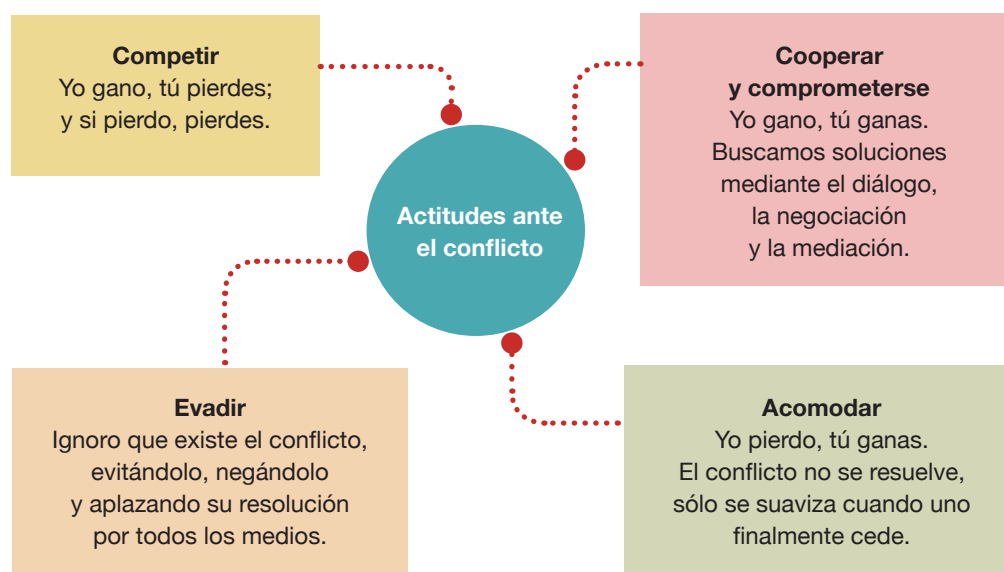 Competir
Yo gano, tú pierdes;
y si pierdo, pierdes.
Cooperar
y comprometerse
Yo gano, tú ganas.
Buscamos soluciones
mediante el diálogo,
la negociación
y la mediación.
Actitudes ante
el conflicto
Evadir
Ignoro que existe el conflicto,
evitándolo, negándolo
y aplazando su resolución
por todos los medios.
Acomodar
Yo pierdo, tú ganas.
El conflicto no se resuelve,
sólo se suaviza cuando uno
finalmente cede.